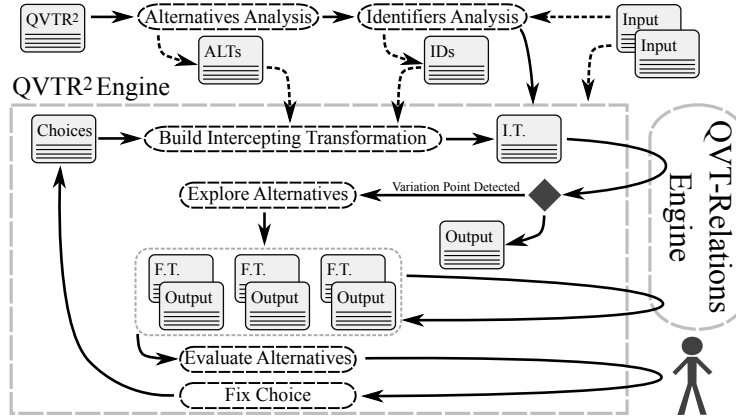 QVTR²
Alternatives Analysis
Identifiers Analysis
Input
Input
ALTs
IDs
QVTR² Engine
Choices
Build Intercepting Transformation
I.T.
QVT-Relations
Engine
Explore Alternatives
Variation Point Detected
Output
F.T.
Output
F.T.
Output
F.T.
Output
Evaluate Alternatives
Fix Choice